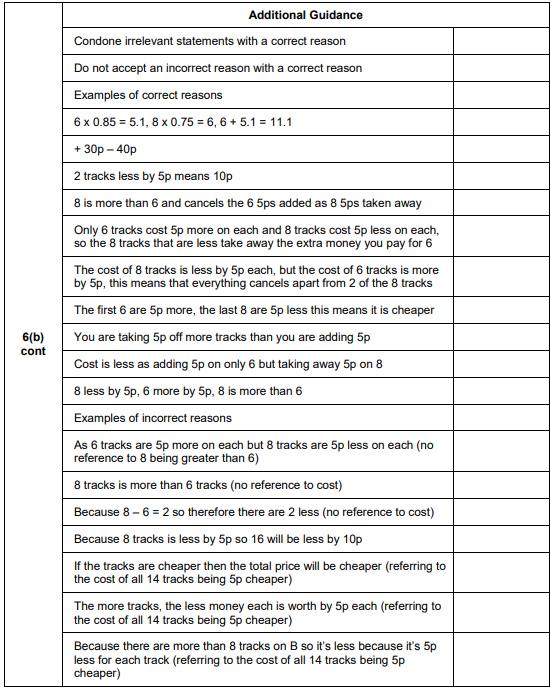 Additional Guidance
Condone irrelevant statements with a correct reason
Do not accept an incorrect reason with a correct reason
Examples of correct reasons
6 x 0.85 = 5.1, 8 x 0.75 = 6, 6 + 5.1 = 11.1
+ 30p – 40p
2 tracks less by 5p means 10p
8 is more than 6 and cancels the 6 5ps added as 8 5ps taken away
Only 6 tracks cost 5p more on each and 8 tracks cost 5p less on each,
so the 8 tracks that are less take away the extra money you pay for 6
The cost of 8 tracks is less by 5p each, but the cost of 6 tracks is more
by 5p, this means that everything cancels apart from 2 of the 8 tracks
The first 6 are 5p more, the last 8 are 5p less this means it is cheaper
6(b)
cont
You are taking 5p off more tracks than you are adding 5p
Cost is less as adding 5p on only 6 but taking away 5p on 8
8 less by 5p, 6 more by 5p, 8 is more than 6
Examples of incorrect reasons
As 6 tracks are 5p more on each but 8 tracks are 5p less on each (no
reference to 8 being greater than 6)
8 tracks is more than 6 tracks (no reference to cost)
Because 8 – 6 = 2 so therefore there are 2 less (no reference to cost)
Because 8 tracks is less by 5p so 16 will be less by 10p
If the tracks are cheaper then the total price will be cheaper (referring to
the cost of all 14 tracks being 5p cheaper)
The more tracks, the less money each is worth by 5p each (referring to
the cost of all 14 tracks being 5p cheaper)
Because there are more than 8 tracks on B so it's less because it's 5p
less for each track (referring to the cost of all 14 tracks being 5p
cheaper)